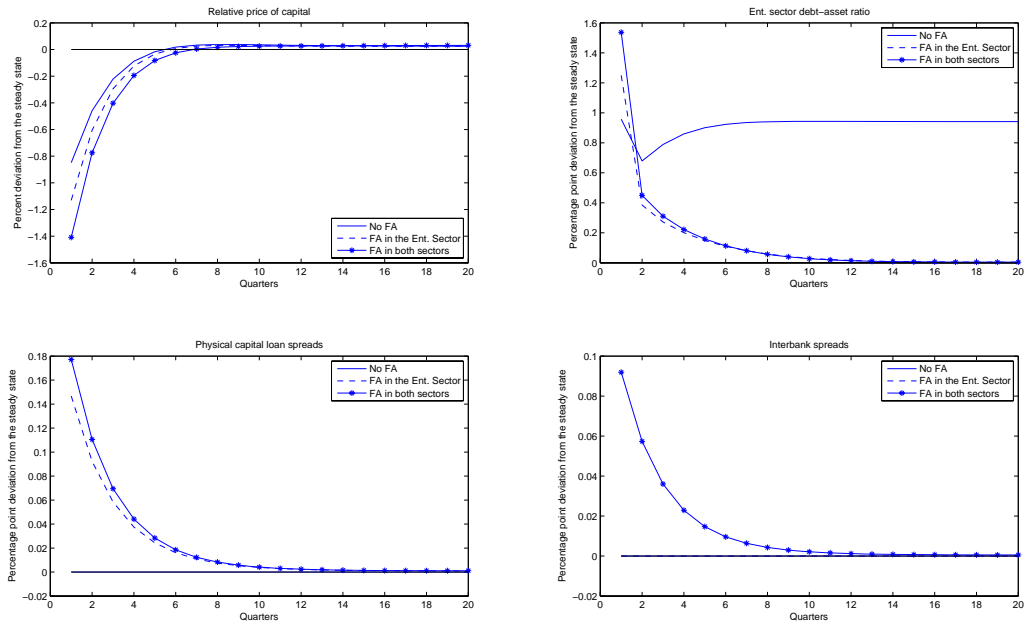 Relative price of capital
Percent deviation from the steady state
0.2
0
−0.2
−0.4
−0.6
−0.8
−1
−1.2
−1.4
−1.6
No FA
FA in the Ent. Sector
FA in both sectors
0 2 4 6 8 10 12 14 16 18 20
Quarters
Ent. sector debt−asset ratio
Percentage point deviation from the steady state
1.6
1.4
1.2
1
0.8
0.6
0.4
0.2
0
No FA
FA in the Ent. Sector
FA in both sectors
0 2 4 6 8 10 12 14 16 18 20
Quarters
Physical capital loan spreads
Percentage point deviation from the steady state
0.18
0.16
0.14
0.12
0.1
0.08
0.06
0.04
0.02
0
−0.02
No FA
FA in the Ent. Sector
FA in both sectors
0 2 4 6 8 10 12 14 16 18 20
Quarters
Interbank spreads
Percentage point deviation from the steady state
0.1
0.08
0.06
0.04
0.02
0
−0.02
No FA
FA in the Ent. Sector
FA in both sectors
0 2 4 6 8 10 12 14 16 18 20
Quarters